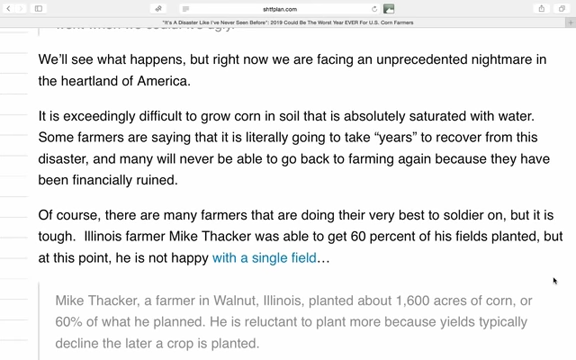 shtfplan.com
"It's A Disaster Like I've Never Seen Before": 2019 Could Be The Worst Year EVER For U.S. Corn Farmers
We'll see what happens, but right now we are facing an unprecedented nightmare in
the heartland of America.
It is exceedingly difficult to grow corn in soil that is absolutely saturated with water.
Some farmers are saying that it is literally going to take “years” to recover from this
disaster, and many will never be able to go back to farming again because they have
been financially ruined.
Of course, there are many farmers that are doing their very best to soldier on, but it is
tough.  Illinois farmer Mike Thacker was able to get 60 percent of his fields planted, but
at this point, he is not happy with a single field…
Mike Thacker, a farmer in Walnut, Illinois, planted about 1,600 acres of corn, or
60% of what he planned. He is reluctant to plant more because yields typically
decline the later a crop is planted.